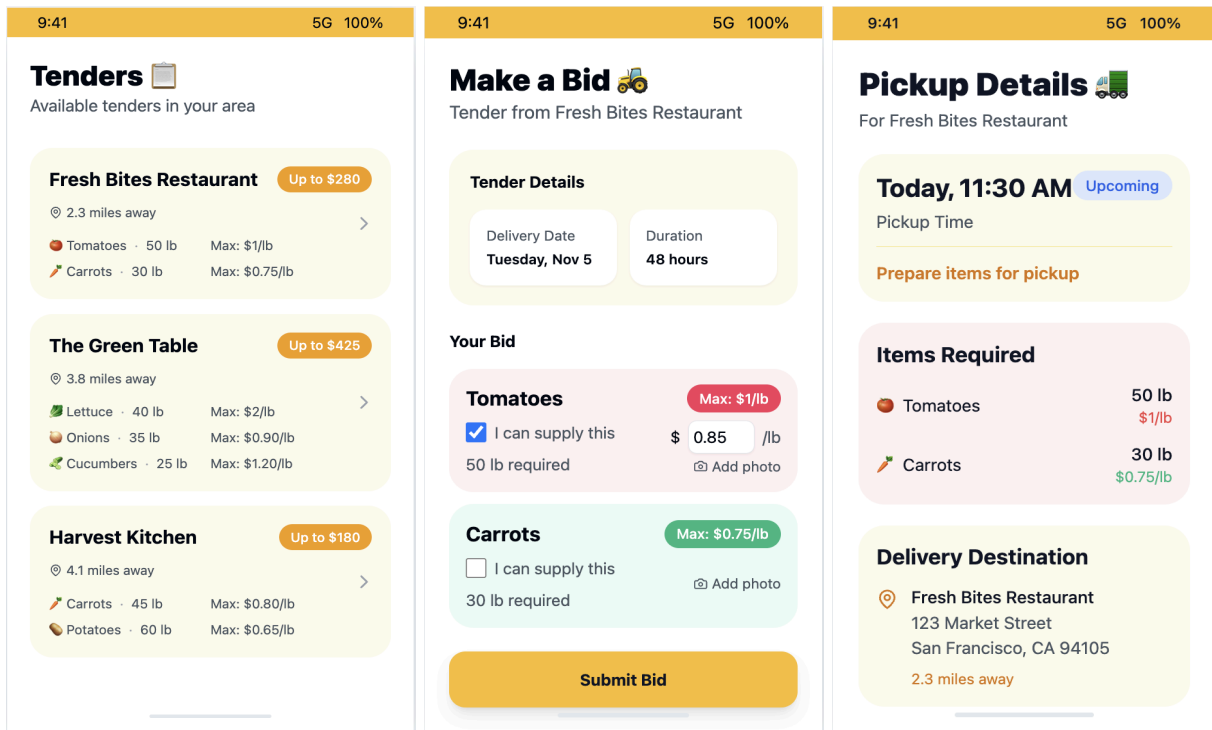 9:41 5G 100%
Tenders 📋
Available tenders in your area
Fresh Bites Restaurant Up to $280
2.3 miles away
Tomatoes · 50 lb Max: $1/lb
Carrots · 30 lb Max: $0.75/lb
The Green Table Up to $425
3.8 miles away
Lettuce · 40 lb Max: $2/lb
Onions · 35 lb Max: $0.90/lb
Cucumbers · 25 lb Max: $1.20/lb
Harvest Kitchen Up to $180
4.1 miles away
Carrots · 45 lb Max: $0.80/lb
Potatoes · 60 lb Max: $0.65/lb
9:41 5G 100%
Make a Bid 🚜
Tender from Fresh Bites Restaurant
Tender Details
Delivery Date Duration
Tuesday, Nov 5 48 hours
Your Bid
Tomatoes Max: $1/lb
I can supply this $ 0.85 /lb
50 lb required Add photo
Carrots Max: $0.75/lb
I can supply this
Add photo
30 lb required
Submit Bid
9:41 5G 100%
Pickup Details 🚛
For Fresh Bites Restaurant
Today, 11:30 AM Upcoming
Pickup Time
Prepare items for pickup
Items Required
Tomatoes 50 lb
$1/lb
Carrots 30 lb
$0.75/lb
Delivery Destination
Fresh Bites Restaurant
123 Market Street
San Francisco, CA 94105
2.3 miles away